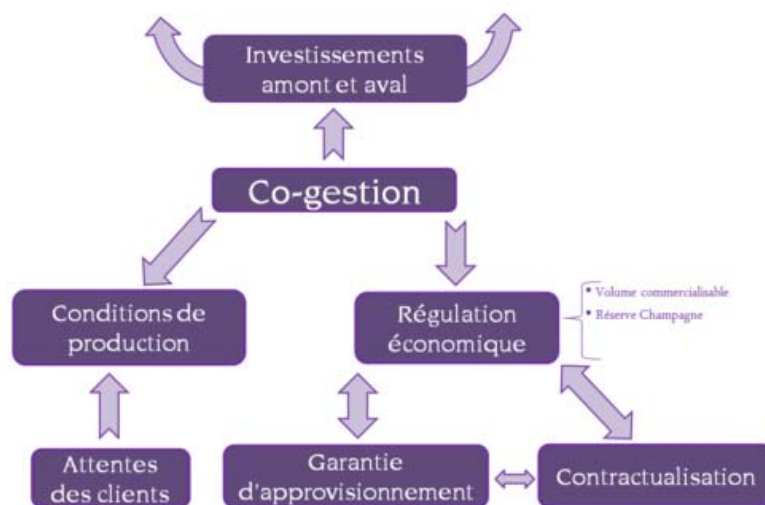 Investissements
amont et aval
Co-gestion
Conditions de
production
Régulation
économique
• Volume commercialisable
• Réserve Champagne
Attentes
des clients
Garantie
d'approvisionnement
Contractualisation